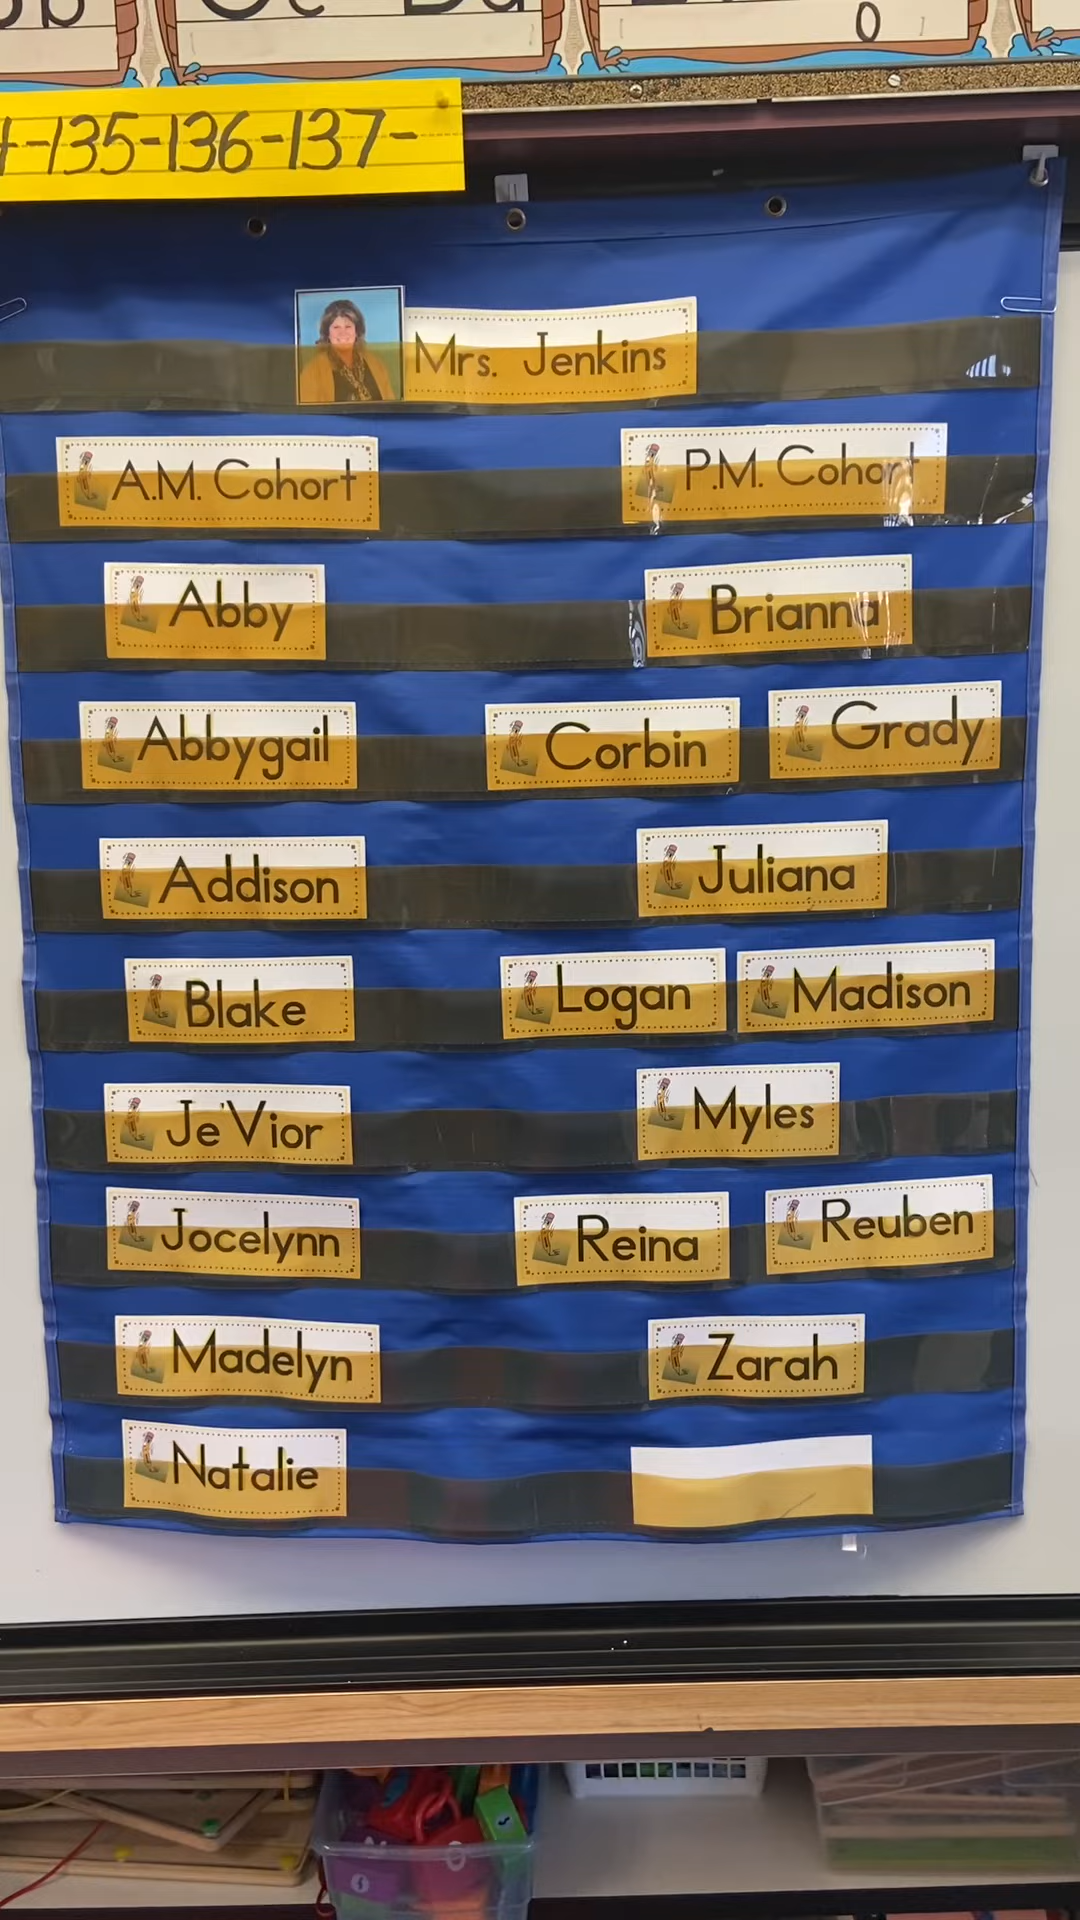 -135-136-137-
Mrs. Jenkins
A.M. Cohort
P.M. Cohort
Abby
Brianna
Abbygail
Corbin
Grady
Addison
Juliana
Blake
Logan
Madison
Je'Vior
Myles
Jocelynn
Reina
Reuben
Madelyn
Zarah
Natalie